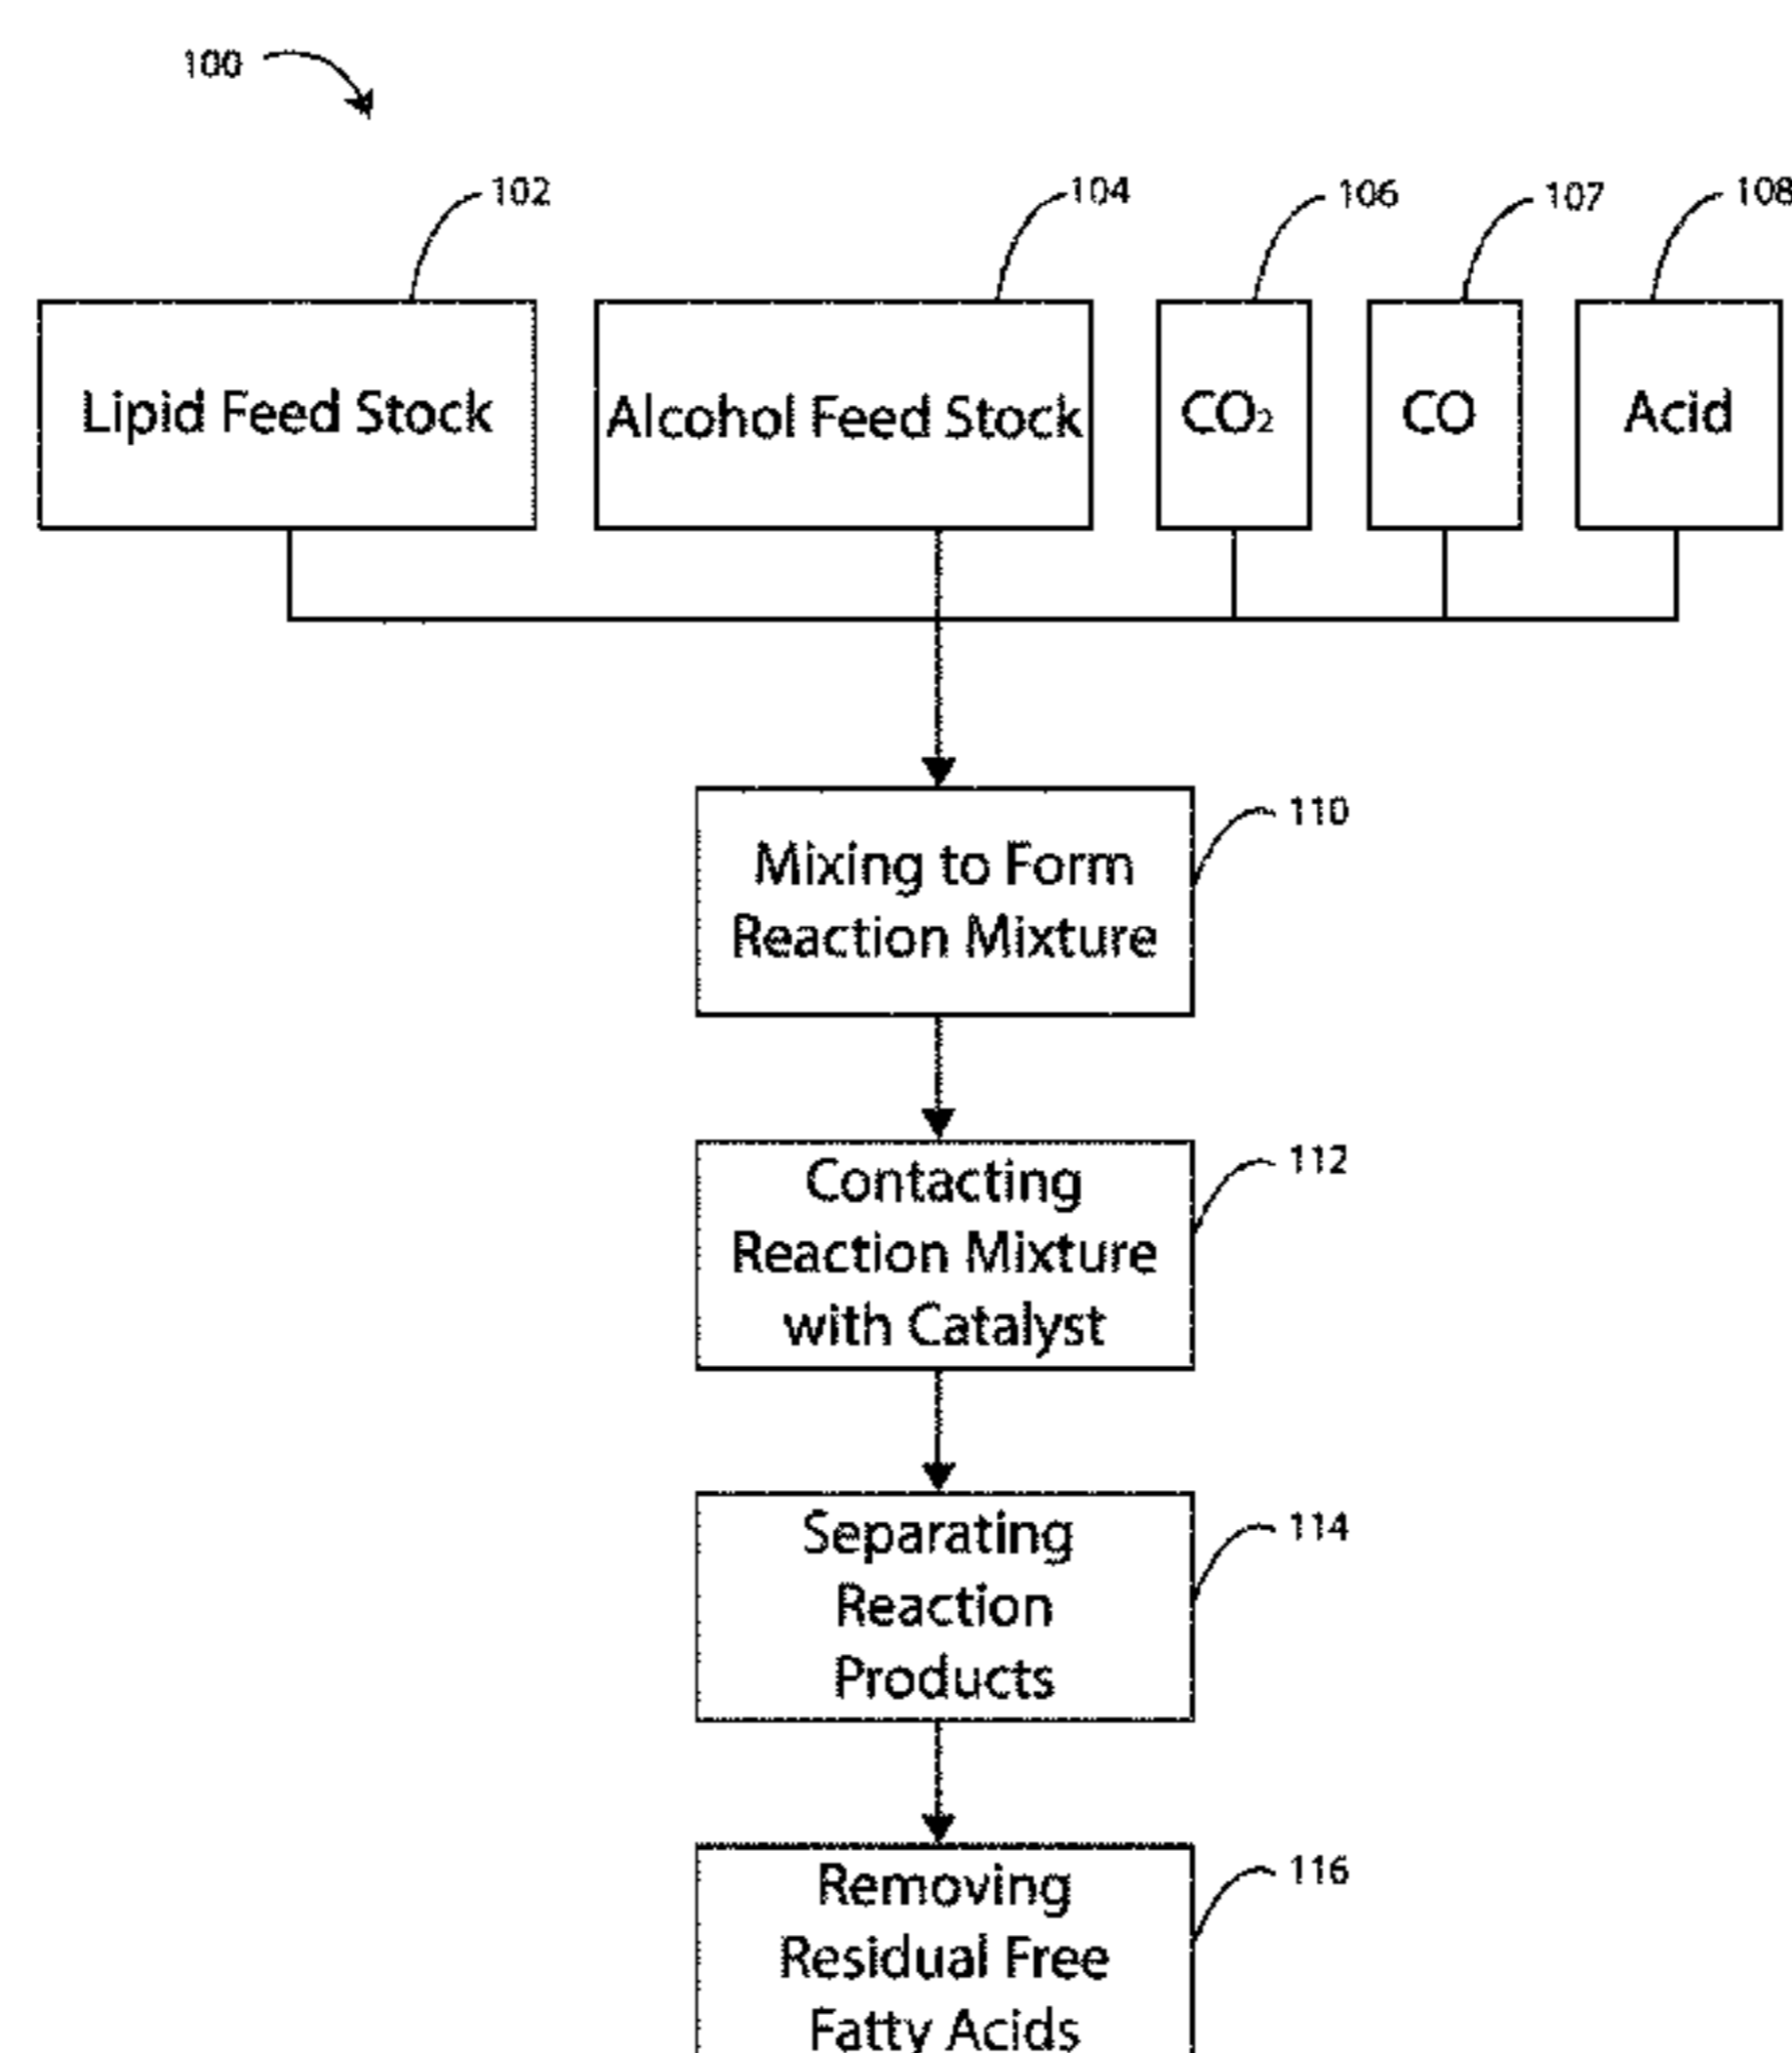 100
102
104
106
107
108
Lipid Feed Stock
Alcohol Feed Stock
CO₂
CO
Acid
110
Mixing to Form
Reaction Mixture
112
Contacting
Reaction Mixture
with Catalyst
114
Separating
Reaction
Products
116
Removing
Residual Free
Fatty Acids